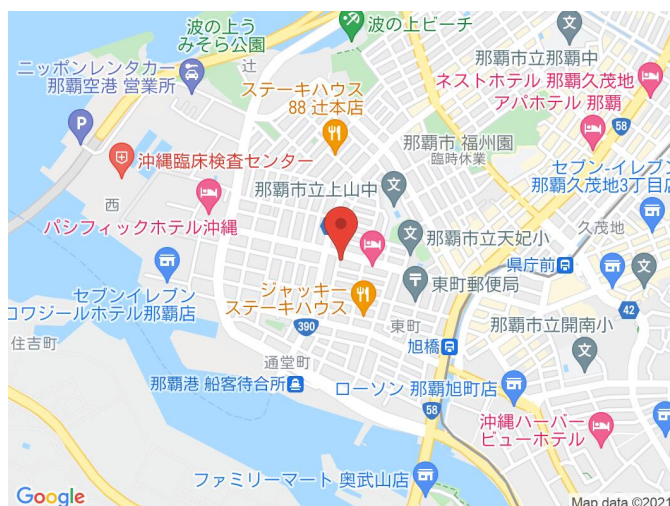 波の上う
みそら公園
波の上ビーチ
辻
ニッポンレンタカー
那覇空港 営業所
ステーキハウス
88 辻本店
那覇市立那覇中
ネストホテル 那覇久茂地
アパホテル 那覇
58
那覇市 福州園
臨時休業
沖縄臨床検査センター
西
那覇市立上山中
セブン-イレブン
那覇久茂地3丁目店
パシフィックホテル沖縄
那覇市立天妃小
久茂地
県庁前
東町郵便局
セブンイレブン
コワジールホテル那覇店
ジャッキー
ステーキハウス
390
東町
42
那覇市立開南小
住吉町
通堂町
旭橋
那覇港 船客待合所
ローソン 那覇旭町店
58
沖縄ハーバー
ビューホテル
ファミリーマート 奥武山店
Google
Map data ©2021